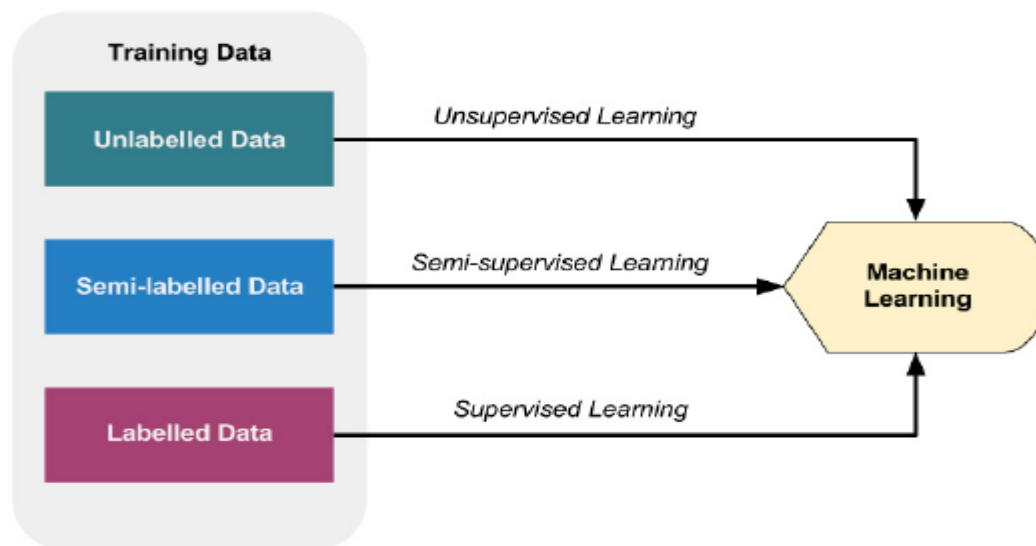 Training Data
Unlabelled Data
Unsupervised Learning
Semi-labelled Data
Semi-supervised Learning
Machine
Learning
Labelled Data
Supervised Learning